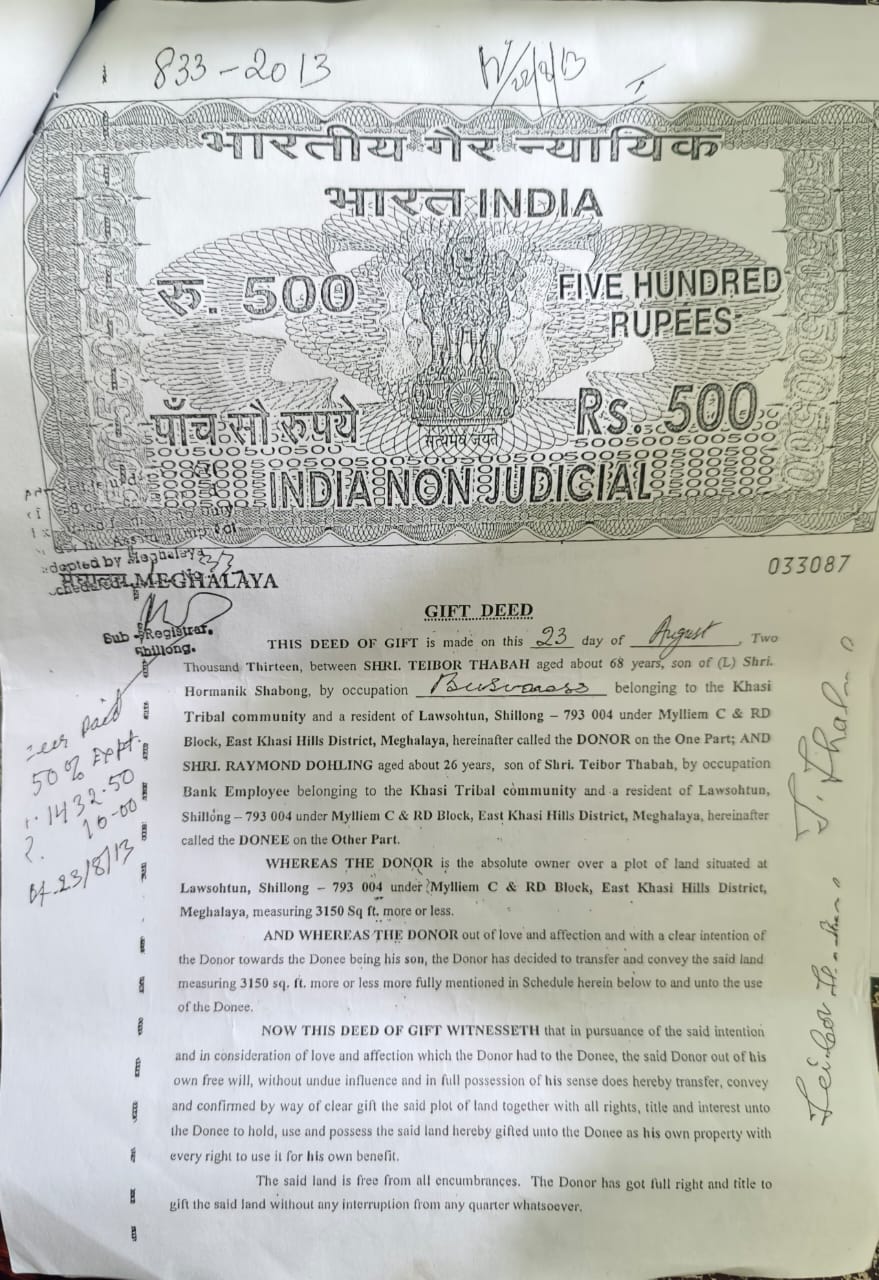 833-2013
22/8/13
I
भारतीय गैर न्यायिक
भारत INDIA
रु. 500
FIVE HUNDRED
RUPEES
पाँच सौ रुपये
Rs. 500
सत्यमेव जयते
INDIA NON JUDICIAL
adopted by Meghalaya
MEGHALAYA
033087
Sub-Registrar.
Shillong.
paid
50% Expt.
1432.50
2. 10-00
23/8/13
GIFT DEED
THIS DEED OF GIFT is made on this 23 day of August, Two
Thousand Thirteen, between SHRI. TEIBOR THABAH aged about 68 years, son of (L) Shri.
Hormanik Shabong, by occupation Business belonging to the Khasi
Tribal community and a resident of Lawsohtun, Shillong – 793 004 under Mylliem C & RD
Block, East Khasi Hills District, Meghalaya, hereinafter called the DONOR on the One Part; AND
SHRI. RAYMOND DOHLING aged about 26 years, son of Shri. Teibor Thabah, by occupation
Bank Employee belonging to the Khasi Tribal community and a resident of Lawsohtun,
Shillong – 793 004 under Mylliem C & RD Block, East Khasi Hills District, Meghalaya, hereinafter
called the DONEE on the Other Part.
WHEREAS THE DONOR is the absolute owner over a plot of land situated at
Lawsohtun, Shillong – 793 004 under Mylliem C & RD Block, East Khasi Hills District,
Meghalaya, measuring 3150 Sq ft. more or less.
AND WHEREAS THE DONOR out of love and affection and with a clear intention of
the Donor towards the Donee being his son, the Donor has decided to transfer and convey the said land
measuring 3150 sq. ft. more or less more fully mentioned in Schedule herein below to and unto the use
of the Donee.
NOW THIS DEED OF GIFT WITNESSETH that in pursuance of the said intention
and in consideration of love and affection which the Donor had to the Donee, the said Donor out of his
own free will, without undue influence and in full possession of his sense does hereby transfer, convey
and confirmed by way of clear gift the said plot of land together with all rights, title and interest unto
the Donee to hold, use and possess the said land hereby gifted unto the Donee as his own property with
every right to use it for his own benefit.
The said land is free from all encumbrances. The Donor has got full right and title to
gift the said land without any interruption from any quarter whatsoever.